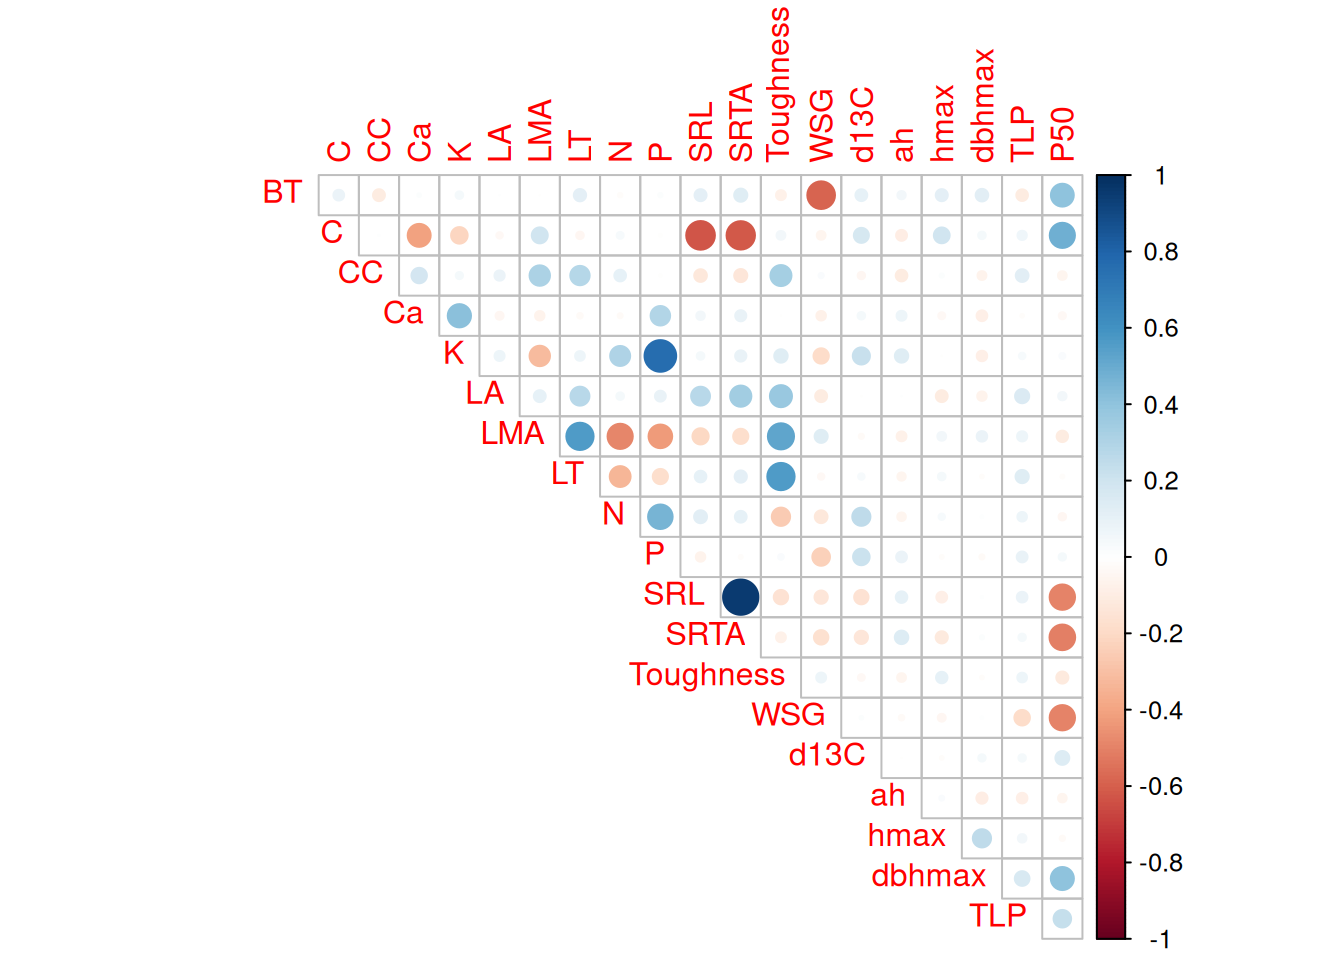 C CC Ca K LA LMA LT N P SRL SRTA Toughness WSG d13C ah hmax dbhmax TLP P50
BT
C
CC
Ca
K
LA
LMA
LT
N
P
SRL
SRTA
Toughness
WSG
d13C
ah
hmax
dbhmax
TLP
1
0.8
0.6
0.4
0.2
0
-0.2
-0.4
-0.6
-0.8
-1